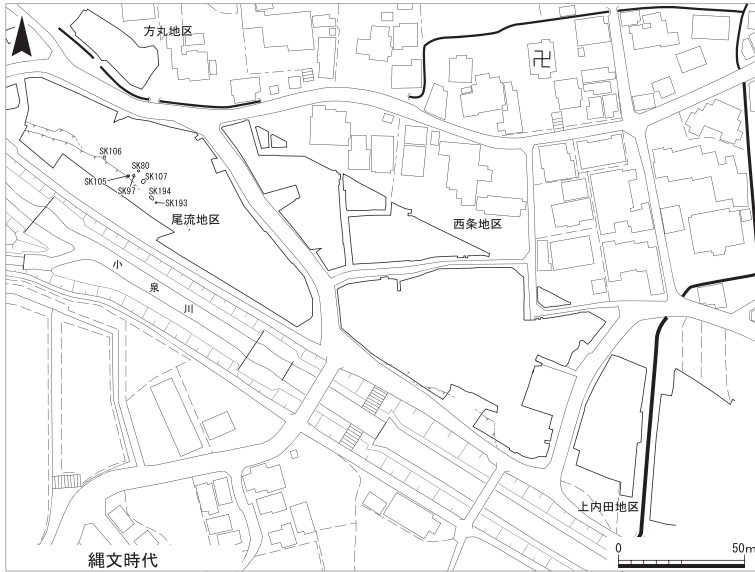 方丸地区
卍
SK106
SK80
SK105
SK107
SK97
SK194
SK193
尾流地区
西条地区
小泉川
上内田地区
縄文時代
0 50m